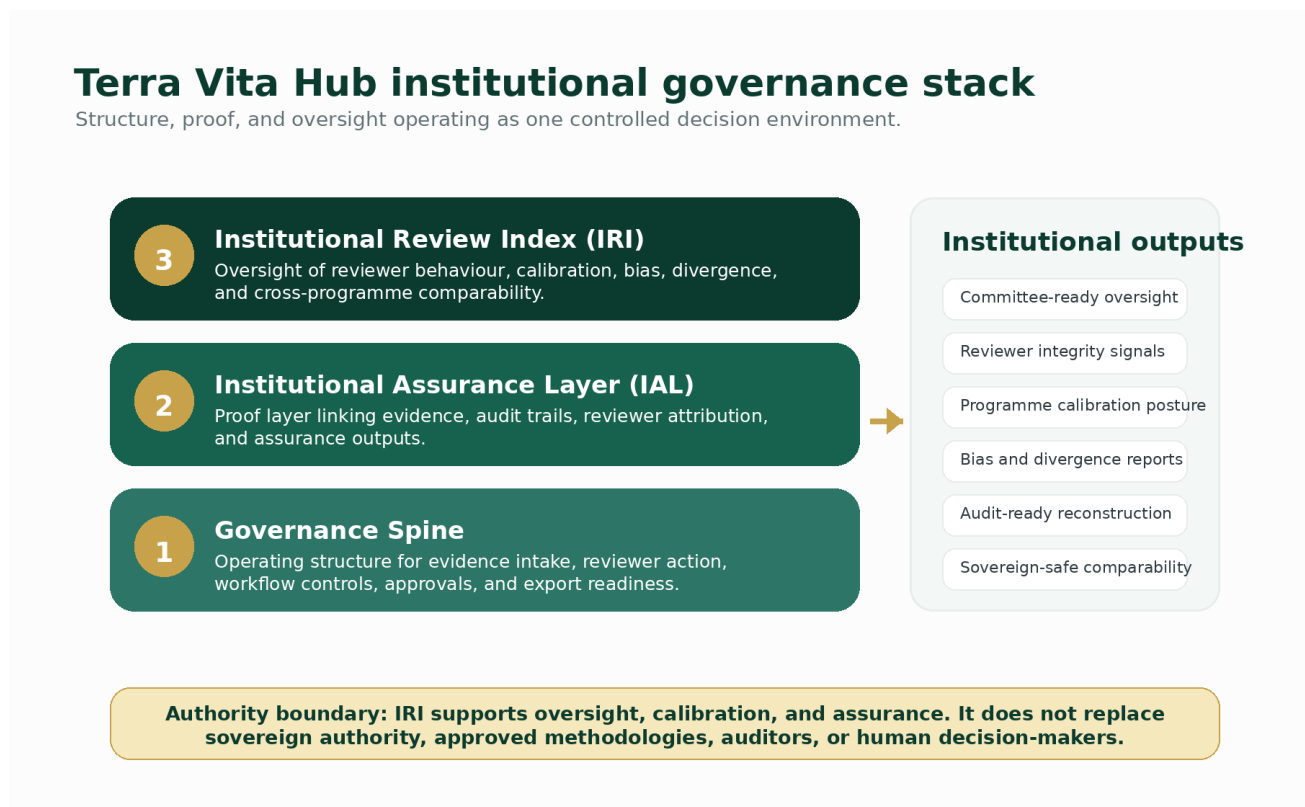 Terra Vita Hub institutional governance stack
Structure, proof, and oversight operating as one controlled decision environment.
3
Institutional Review Index (IRI)
Oversight of reviewer behaviour, calibration, bias, divergence,
and cross-programme comparability.
2
Institutional Assurance Layer (IAL)
Proof layer linking evidence, audit trails, reviewer attribution,
and assurance outputs.
1
Governance Spine
Operating structure for evidence intake, reviewer action,
workflow controls, approvals, and export readiness.
Institutional outputs
Committee-ready oversight
Reviewer integrity signals
Programme calibration posture
Bias and divergence reports
Audit-ready reconstruction
Sovereign-safe comparability
Authority boundary: IRI supports oversight, calibration, and assurance. It does not replace
sovereign authority, approved methodologies, auditors, or human decision-makers.